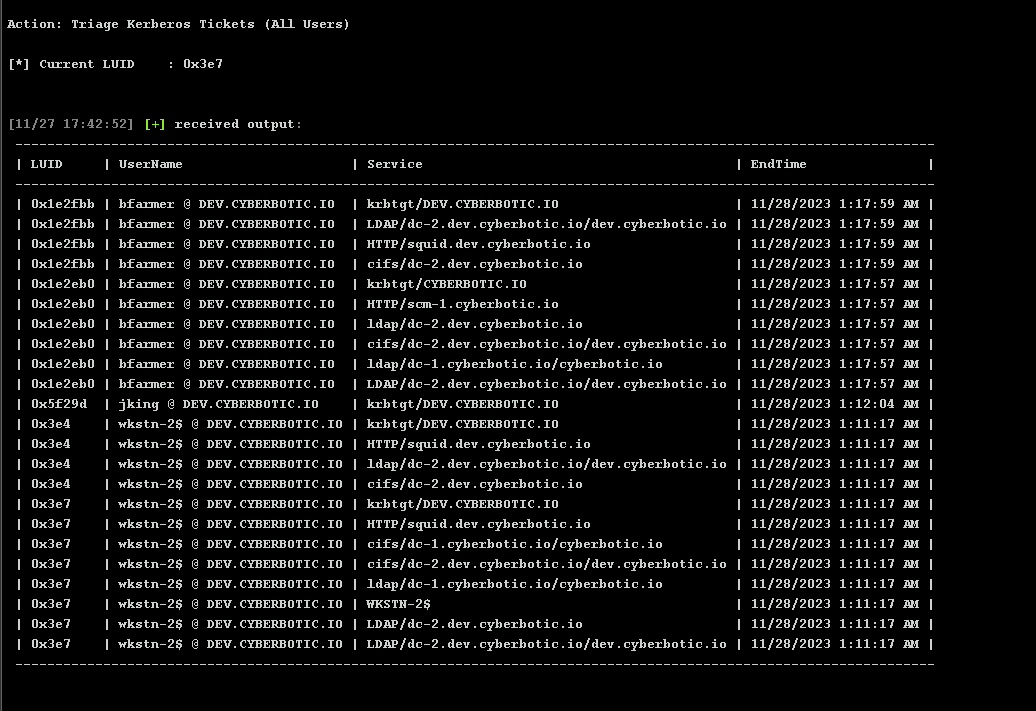 Action: Triage Kerberos Tickets (All Users)
[*] Current LUID    : 0x3e7
[11/27 17:42:52] [+] received output:
| LUID     | UserName                     | Service                                       | EndTime               |
| 0x1e2fbb | bfarmer @ DEV.CYBERBOTIC.IO  | krbtgt/DEV.CYBERBOTIC.IO                      | 11/28/2023 1:17:59 AM |
| 0x1e2fbb | bfarmer @ DEV.CYBERBOTIC.IO  | LDAP/dc-2.dev.cyberbotic.io/dev.cyberbotic.io | 11/28/2023 1:17:59 AM |
| 0x1e2fbb | bfarmer @ DEV.CYBERBOTIC.IO  | HTTP/squid.dev.cyberbotic.io                  | 11/28/2023 1:17:59 AM |
| 0x1e2fbb | bfarmer @ DEV.CYBERBOTIC.IO  | cifs/dc-2.dev.cyberbotic.io                   | 11/28/2023 1:17:59 AM |
| 0x1e2eb0 | bfarmer @ DEV.CYBERBOTIC.IO  | krbtgt/CYBERBOTIC.IO                          | 11/28/2023 1:17:57 AM |
| 0x1e2eb0 | bfarmer @ DEV.CYBERBOTIC.IO  | HTTP/scm-1.cyberbotic.io                      | 11/28/2023 1:17:57 AM |
| 0x1e2eb0 | bfarmer @ DEV.CYBERBOTIC.IO  | ldap/dc-2.dev.cyberbotic.io                   | 11/28/2023 1:17:57 AM |
| 0x1e2eb0 | bfarmer @ DEV.CYBERBOTIC.IO  | cifs/dc-2.dev.cyberbotic.io/dev.cyberbotic.io | 11/28/2023 1:17:57 AM |
| 0x1e2eb0 | bfarmer @ DEV.CYBERBOTIC.IO  | ldap/dc-1.cyberbotic.io/cyberbotic.io         | 11/28/2023 1:17:57 AM |
| 0x1e2eb0 | bfarmer @ DEV.CYBERBOTIC.IO  | LDAP/dc-2.dev.cyberbotic.io/dev.cyberbotic.io | 11/28/2023 1:17:57 AM |
| 0x5f29d  | jking @ DEV.CYBERBOTIC.IO    | krbtgt/DEV.CYBERBOTIC.IO                      | 11/28/2023 1:12:04 AM |
| 0x3e4    | wkstn-2$ @ DEV.CYBERBOTIC.IO | krbtgt/DEV.CYBERBOTIC.IO                      | 11/28/2023 1:11:17 AM |
| 0x3e4    | wkstn-2$ @ DEV.CYBERBOTIC.IO | HTTP/squid.dev.cyberbotic.io                  | 11/28/2023 1:11:17 AM |
| 0x3e4    | wkstn-2$ @ DEV.CYBERBOTIC.IO | ldap/dc-2.dev.cyberbotic.io/dev.cyberbotic.io | 11/28/2023 1:11:17 AM |
| 0x3e4    | wkstn-2$ @ DEV.CYBERBOTIC.IO | cifs/dc-2.dev.cyberbotic.io                   | 11/28/2023 1:11:17 AM |
| 0x3e7    | wkstn-2$ @ DEV.CYBERBOTIC.IO | krbtgt/DEV.CYBERBOTIC.IO                      | 11/28/2023 1:11:17 AM |
| 0x3e7    | wkstn-2$ @ DEV.CYBERBOTIC.IO | HTTP/squid.dev.cyberbotic.io                  | 11/28/2023 1:11:17 AM |
| 0x3e7    | wkstn-2$ @ DEV.CYBERBOTIC.IO | cifs/dc-1.cyberbotic.io/cyberbotic.io         | 11/28/2023 1:11:17 AM |
| 0x3e7    | wkstn-2$ @ DEV.CYBERBOTIC.IO | cifs/dc-2.dev.cyberbotic.io/dev.cyberbotic.io | 11/28/2023 1:11:17 AM |
| 0x3e7    | wkstn-2$ @ DEV.CYBERBOTIC.IO | ldap/dc-1.cyberbotic.io/cyberbotic.io         | 11/28/2023 1:11:17 AM |
| 0x3e7    | wkstn-2$ @ DEV.CYBERBOTIC.IO | WKSTN-2$                                      | 11/28/2023 1:11:17 AM |
| 0x3e7    | wkstn-2$ @ DEV.CYBERBOTIC.IO | LDAP/dc-2.dev.cyberbotic.io                   | 11/28/2023 1:11:17 AM |
| 0x3e7    | wkstn-2$ @ DEV.CYBERBOTIC.IO | LDAP/dc-2.dev.cyberbotic.io/dev.cyberbotic.io | 11/28/2023 1:11:17 AM |